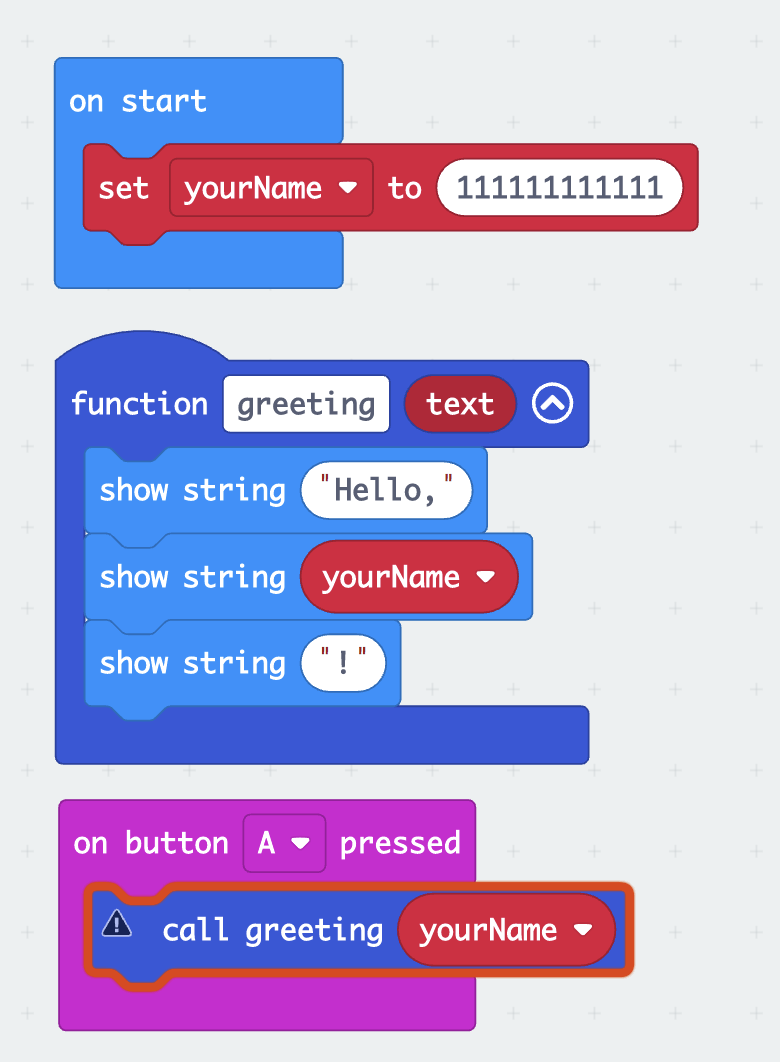 on start
set yourName to 111111111111
function greeting text
show string "Hello,"
show string yourName
show string "!"
on button A pressed
call greeting yourName